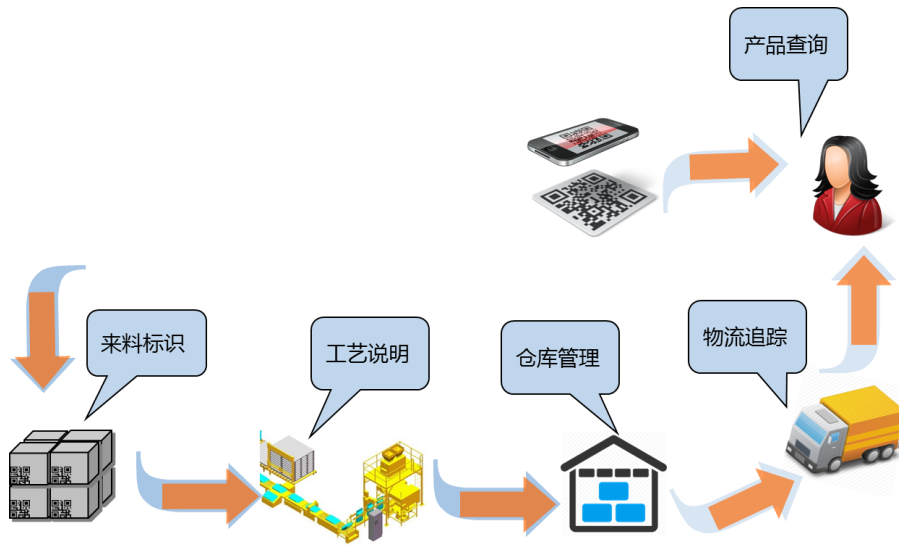 产品查询
来料标识
工艺说明
仓库管理
物流追踪